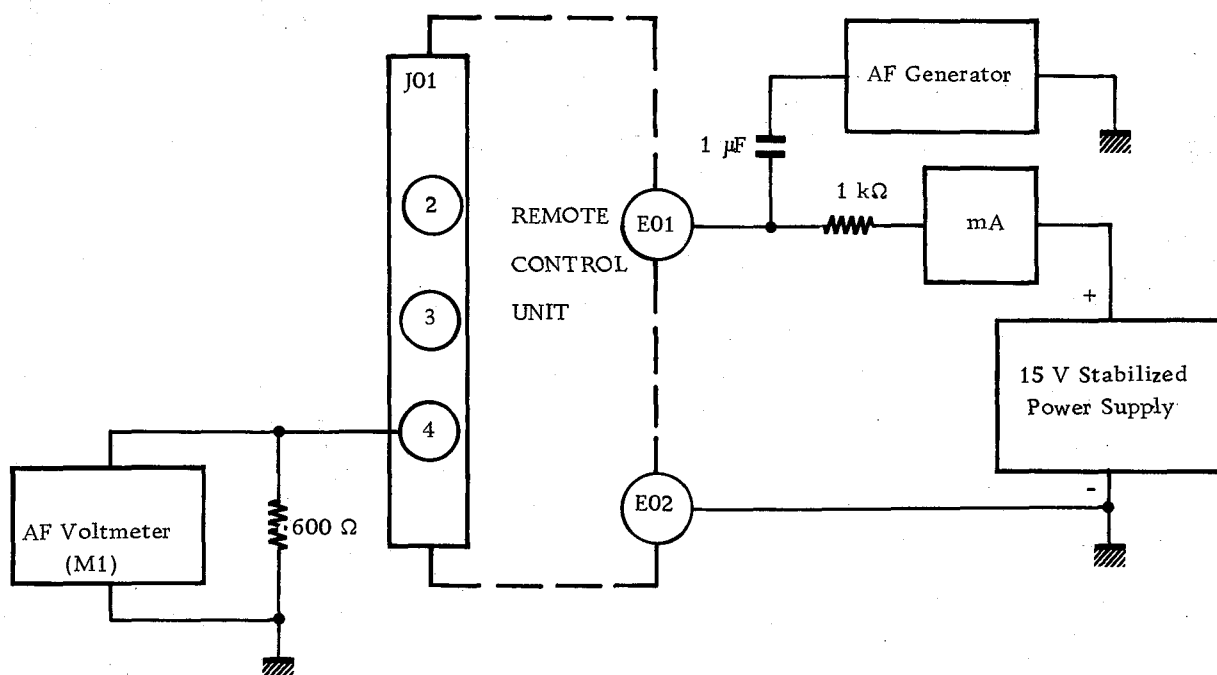 J01
2
3
4
REMOTE
CONTROL
UNIT
E01
E02
AF Generator
1 µF
1 kΩ
mA
+
15 V Stabilized
Power Supply
-
600 Ω
AF Voltmeter
(M1)